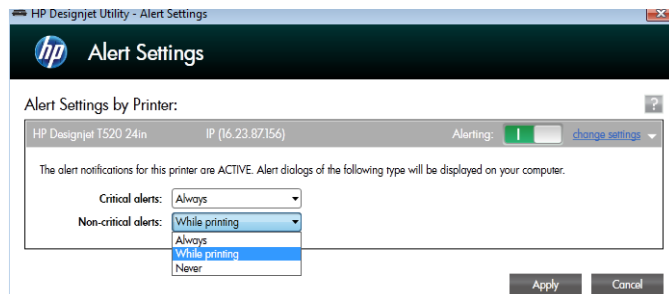 HP Designjet Utility - Alert Settings
hp Alert Settings
Alert Settings by Printer: ?
HP Designjet T520 24in IP (16.23.87.156) Alerting: change settings
The alert notifications for this printer are ACTIVE. Alert dialogs of the following type will be displayed on your computer.
Critical alerts: Always
Non-critical alerts: While printing
Always
While printing
Never
Apply Cancel